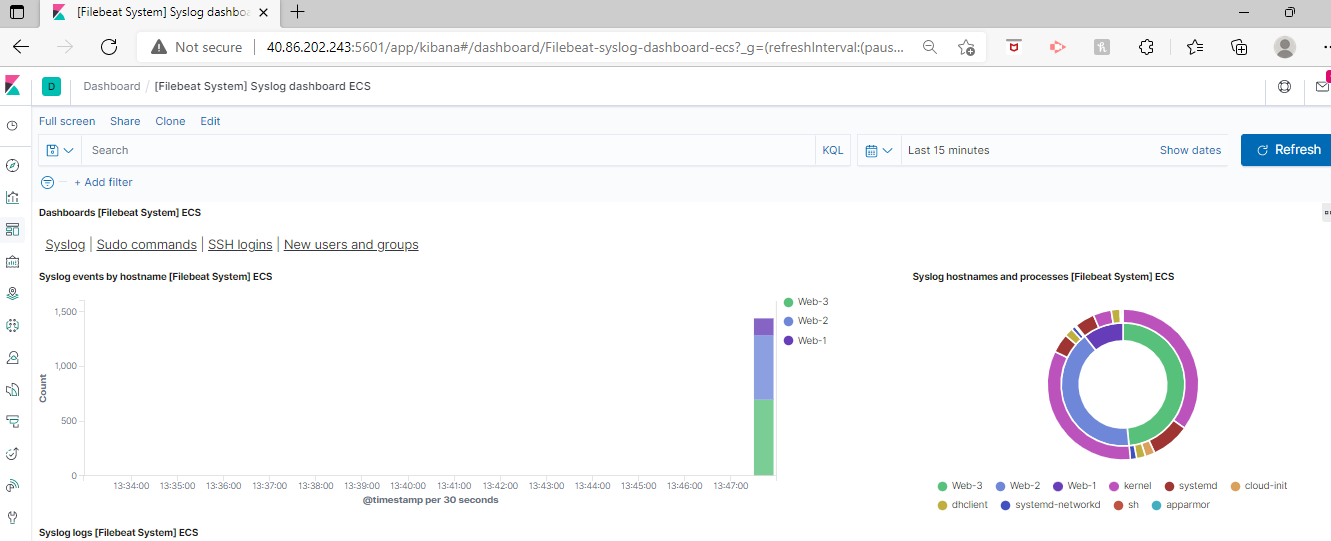 [Filebeat System] Syslog dashboa
Not secure | 40.86.202.243:5601/app/kibana#/dashboard/Filebeat-syslog-dashboard-ecs?_g=(refreshInterval:(paus...
D Dashboard / [Filebeat System] Syslog dashboard ECS
Full screen Share Clone Edit
Search KQL Last 15 minutes Show dates Refresh
+ Add filter
Dashboards [Filebeat System] ECS
Syslog | Sudo commands | SSH logins | New users and groups
Syslog events by hostname [Filebeat System] ECS
1,500
1,000
500
0
Count
13:34:00 13:35:00 13:36:00 13:37:00 13:38:00 13:39:00 13:40:00 13:41:00 13:42:00 13:43:00 13:44:00 13:45:00 13:46:00 13:47:00
@timestamp per 30 seconds
Web-3
Web-2
Web-1
Syslog hostnames and processes [Filebeat System] ECS
Web-3 Web-2 Web-1 kernel systemd cloud-init
dhclient systemd-networkd sh apparmor
Syslog logs [Filebeat System] ECS